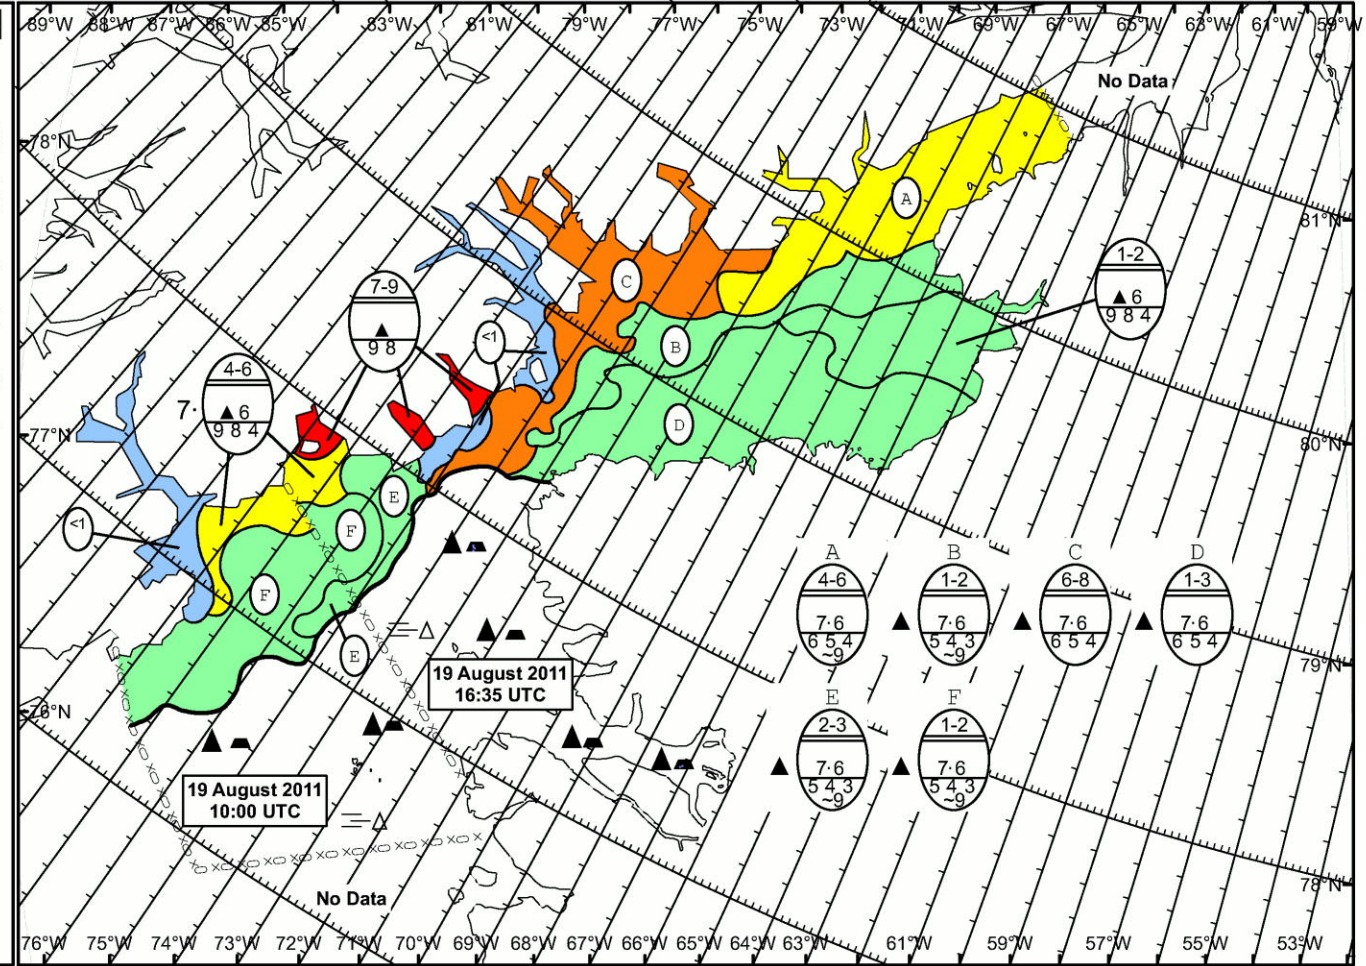 89°W 88°W 87°W 86°W 85°W 83°W 81°W 79°W 77°W 75°W 73°W 71°W 69°W 67°W 65°W 63°W 61°W 59°W
No Data
78°N
A
81°N
1-2
▲ 6
9 8 4
C
7-9
▲
9 8
<1
B
4-6
7· ▲ 6
9 8 4
77°N
D
80°N
E
F
<1
F
E
A B C D
4-6 1-2 6-8 1-3
7·6 ▲ 7·6 ▲ 7·6 ▲ 7·6
6 5 4 5 4 3 6 5 4 6 5 4
~9 ~9
79°N
19 August 2011
16:35 UTC
76°N
E F
2-3 1-2
▲ 7·6 ▲ 7·6
5 4 3 5 4 3
~9 ~9
19 August 2011
10:00 UTC
78°N
No Data
76°W 75°W 74°W 73°W 72°W 71°W 70°W 69°W 68°W 67°W 66°W 65°W 64°W 63°W 61°W 59°W 57°W 55°W 53°W